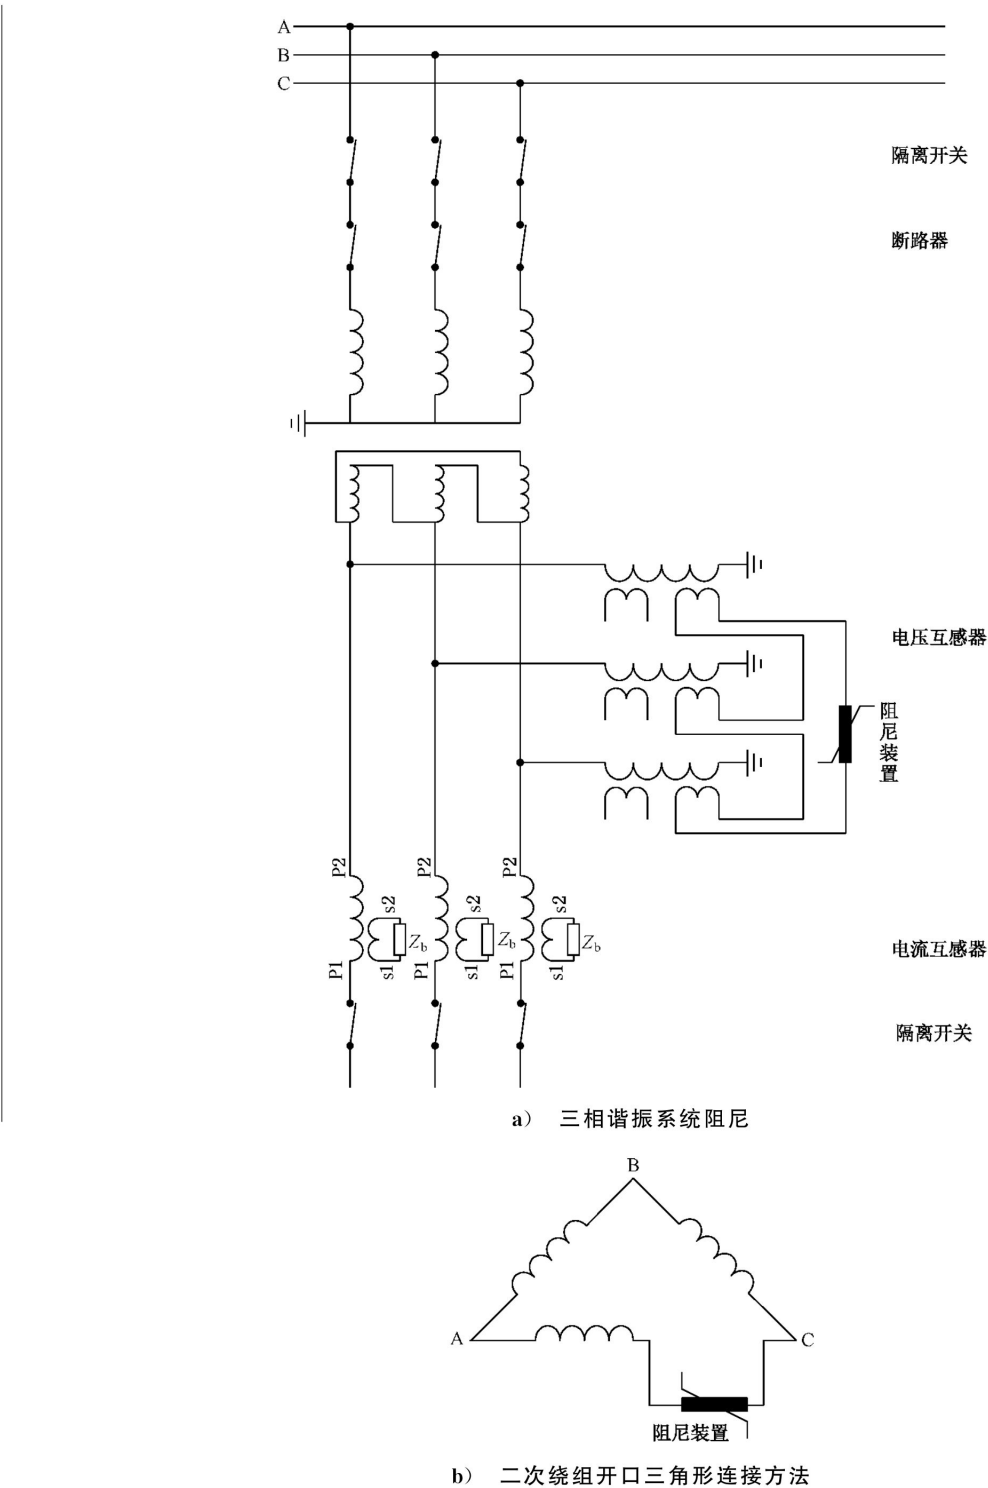 A
B
C
隔离开关
断路器
电压互感器
阻尼装置
P2 P2 P2
s2 s2 s2
Zb Zb Zb
电流互感器
P1 s1 P1 s1 P1 s1
隔离开关
a） 三相谐振系统阻尼
B
A C
阻尼装置
b） 二次绕组开口三角形连接方法